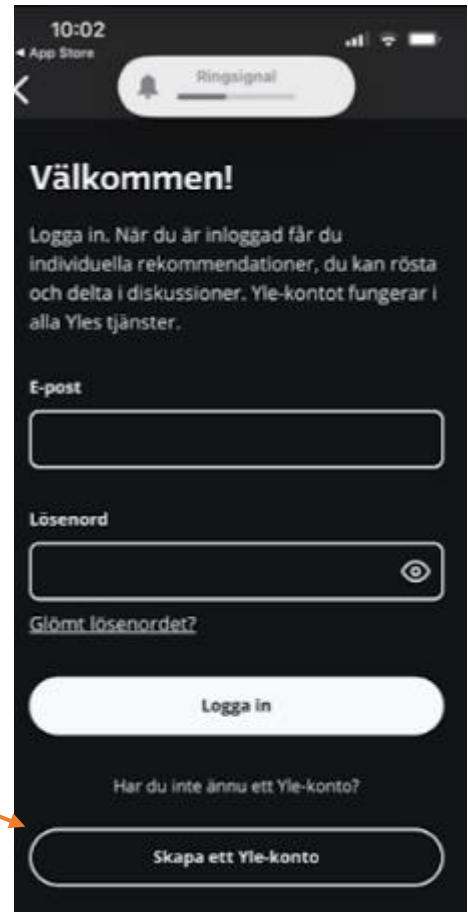 10:02
App Store
Ringsignal
Välkommen!
Logga in. När du är inloggad får du
individuella rekommendationer, du kan rösta
och delta i diskussioner. Yle-kontot fungerar i
alla Yles tjänster.
E-post
Lösenord
Glömt lösenordet?
Logga in
Har du inte ännu ett Yle-konto?
Skapa ett Yle-konto